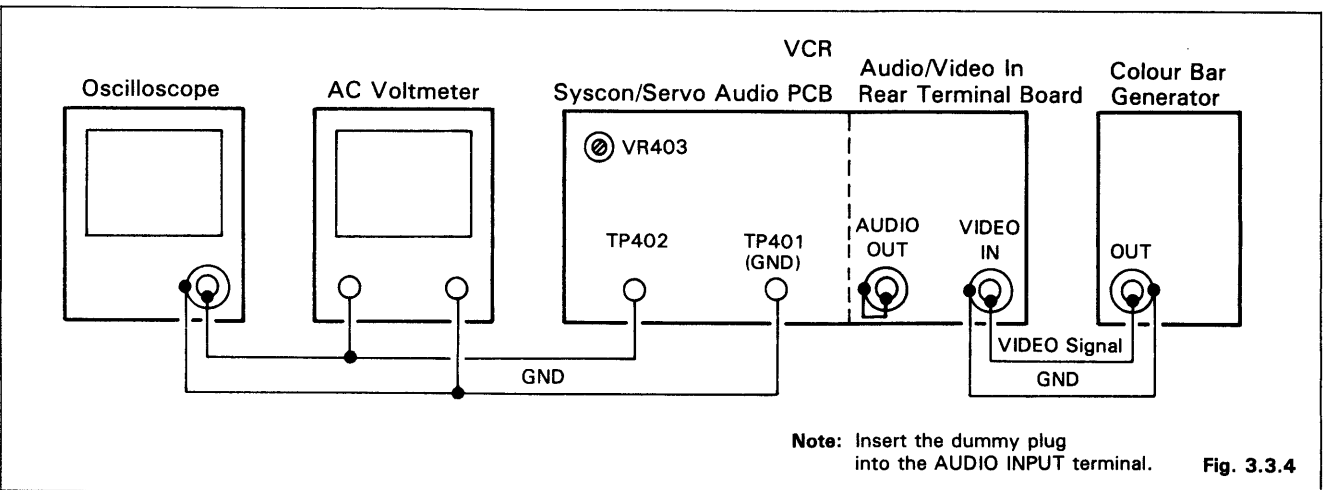 VCR
Oscilloscope
AC Voltmeter
Syscon/Servo Audio PCB
Audio/Video In
Rear Terminal Board
Colour Bar
Generator
VR403
TP402
TP401
(GND)
AUDIO
OUT
VIDEO
IN
OUT
VIDEO Signal
GND
GND
Note: Insert the dummy plug
into the AUDIO INPUT terminal.
Fig. 3.3.4